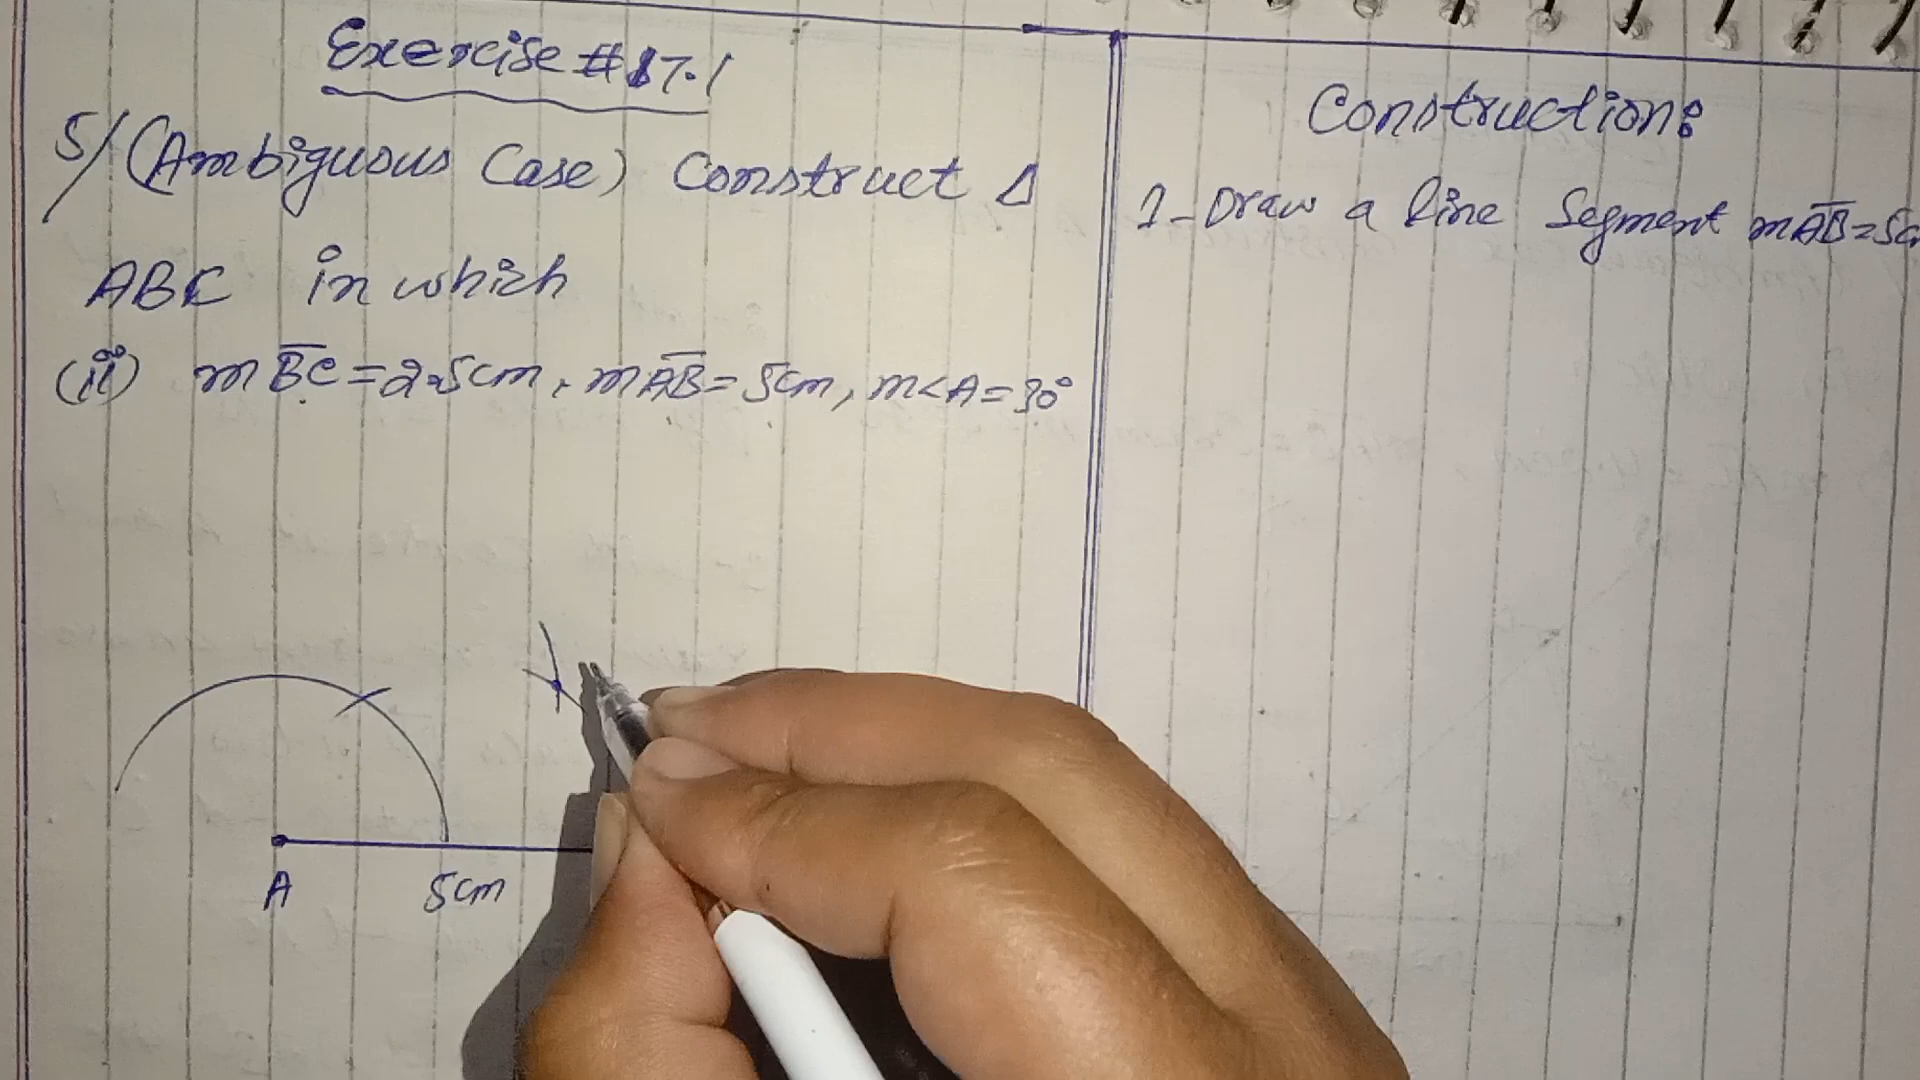 Exercise #17.1
5/ (Ambiguous Case) Construct Δ
ABC in which
(ii) mBC̅=2.5cm, mAB̅=5cm, m<A=30°
A 5cm
Construction:
1- Draw a line Segment mAB̅=5cm